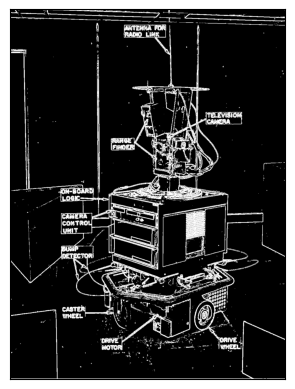 ANTENNA FOR
RADIO LINK
TELEVISION
CAMERA
RANGE
FINDER
ON-BOARD
LOGIC
CAMERA
CONTROL
UNIT
BUMP
DETECTOR
CASTER
WHEEL
DRIVE
MOTOR
DRIVE
WHEEL